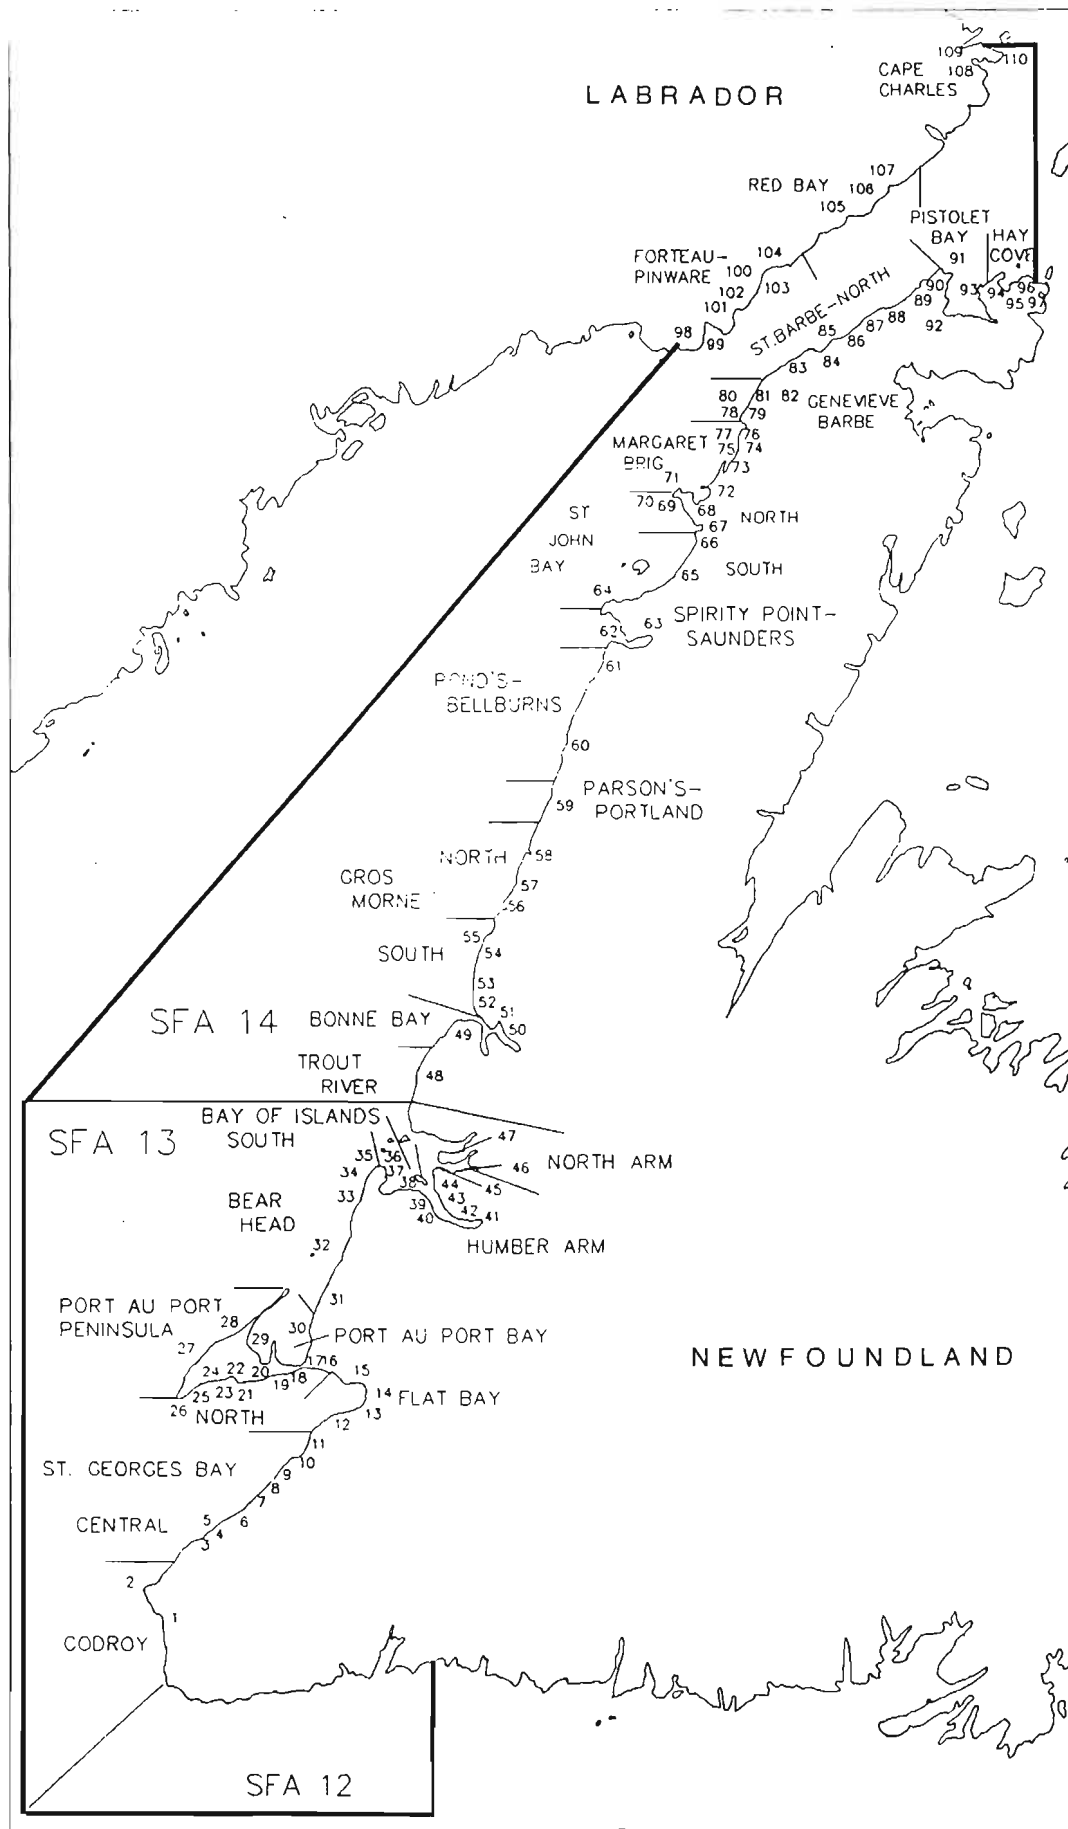 109
110
CAPE
108
CHARLES
LABRADOR
107
RED BAY
106
105
PISTOLET
BAY
HAY
COVE
91
104
FORTEAU-
PINWARE
100
102
103
101
90
93
94
96
95
97
89
88
92
87
ST.BARBE-NORTH
85
86
98
99
84
83
80
81
82
GENEVIEVE
BARBE
78
79
77
76
MARGARET
BRIG
75
74
73
71
72
70
69
68
ST
JOHN
BAY
NORTH
67
66
65
SOUTH
64
63
62
SPIRITY POINT-
SAUNDERS
61
POND'S-
BELLBURNS
60
PARSON'S-
PORTLAND
59
NORTH
58
GROS
MORNE
57
56
55
SOUTH
54
53
52
51
50
SFA 14
BONNE BAY
49
TROUT
RIVER
48
BAY OF ISLANDS
SOUTH
SFA 13
47
35
36
46
NORTH ARM
34
37
38
44
45
33
43
BEAR
HEAD
39
40
42
41
32
HUMBER ARM
31
PORT AU PORT
PENINSULA
28
30
29
PORT AU PORT BAY
27
NEWFOUNDLAND
24
22
20
17
16
15
18
19
25
23
21
14
FLAT BAY
26
NORTH
13
12
11
10
ST. GEORGES BAY
9
8
7
5
6
CENTRAL
4
3
2
1
CODROY
SFA 12